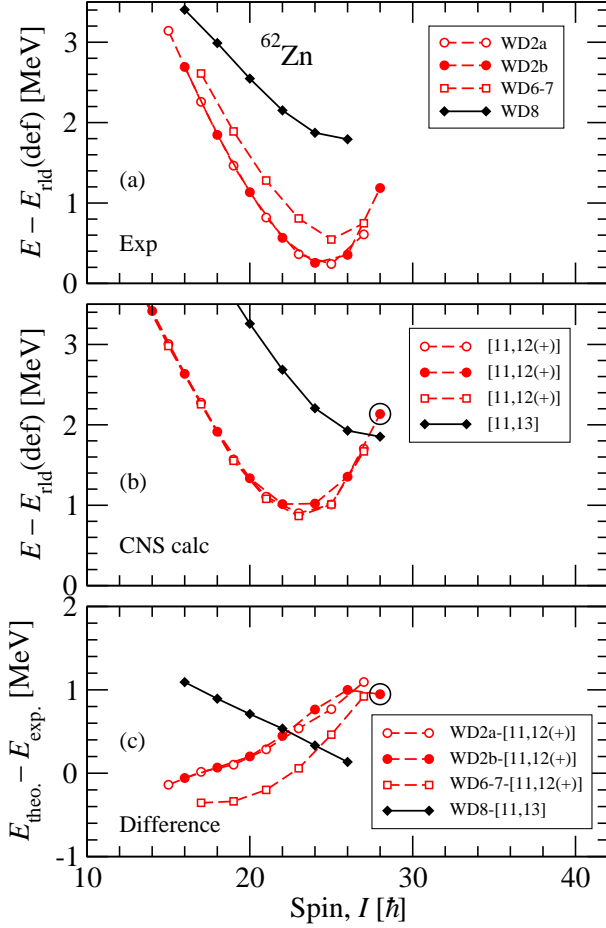 ⁶²Zn
WD2a
WD2b
WD6-7
WD8
3
2
1
0
E − E_rld(def) [MeV]
(a)
Exp
[11,12(+)]
[11,12(+)]
[11,12(+)]
[11,13]
3
2
1
0
E − E_rld(def) [MeV]
(b)
CNS calc
2
1
0
-1
E_theo. − E_exp. [MeV]
(c)
WD2a-[11,12(+)]
WD2b-[11,12(+)]
WD6-7-[11,12(+)]
WD8-[11,13]
Difference
10 20 30 40
Spin, I [ħ]